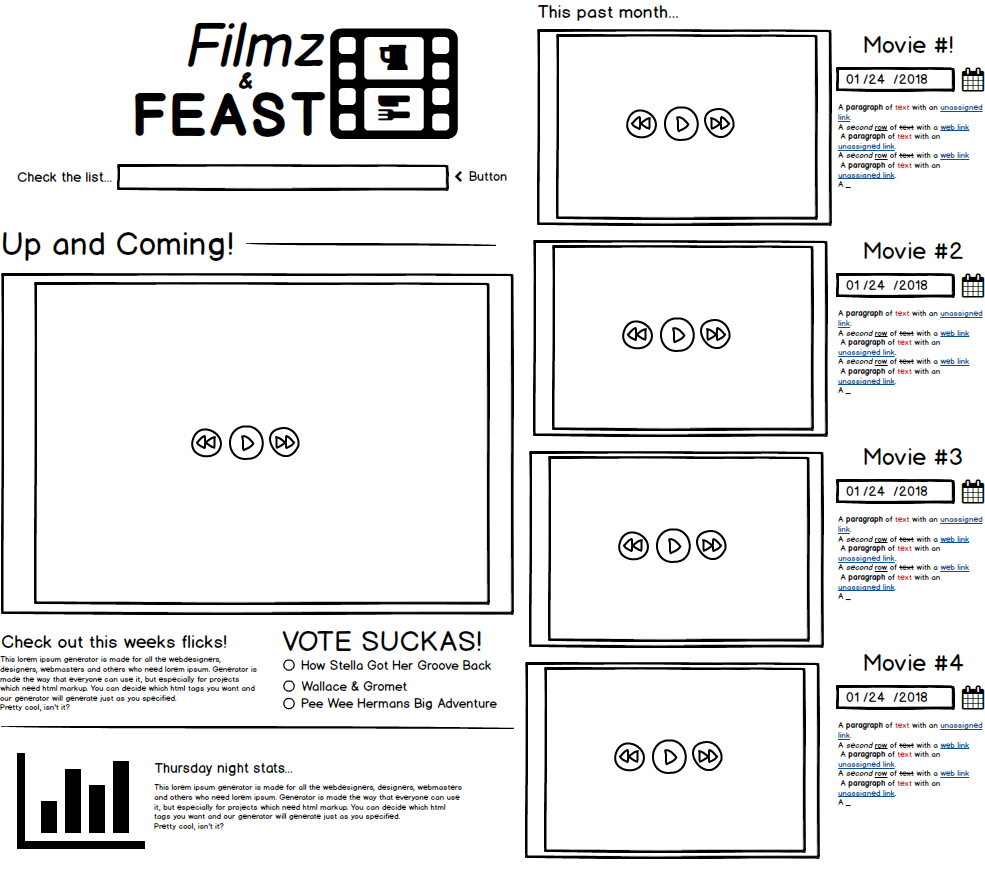 Filmz
&
FEAST
Check the list...
Button
Up and Coming!
Check out this weeks flicks!
This lorem ipsum generator is made for all the webdesigners,
designers, webmasters and others who need lorem ipsum. Generator is
made the way that everyone can use it, but especially for projects
which need html markup. You can decide which html tags you want and
our generator will generate just as you specified.
Pretty cool, isn't it?
VOTE SUCKAS!
How Stella Got Her Groove Back
Wallace & Gromet
Pee Wee Hermans Big Adventure
Thursday night stats...
This lorem ipsum generator is made for all the webdesigners, designers, webmasters
and others who need lorem ipsum. Generator is made the way that everyone can use
it, but especially for projects which need html markup. You can decide which html
tags you want and our generator will generate just as you specified.
Pretty cool, isn't it?
This past month...
Movie #!
01 /24 /2018
A paragraph of text with an unassigned
link.
A second row of text with a web link
A paragraph of text with an
unassigned link.
A second row of text with a web link
A paragraph of text with an
unassigned link.
A _
Movie #2
01 /24 /2018
A paragraph of text with an unassigned
link.
A second row of text with a web link
A paragraph of text with an
unassigned link.
A second row of text with a web link
A paragraph of text with an
unassigned link.
A _
Movie #3
01 /24 /2018
A paragraph of text with an unassigned
link.
A second row of text with a web link
A paragraph of text with an
unassigned link.
A second row of text with a web link
A paragraph of text with an
unassigned link.
A _
Movie #4
01 /24 /2018
A paragraph of text with an unassigned
link.
A second row of text with a web link
A paragraph of text with an
unassigned link.
A second row of text with a web link
A paragraph of text with an
unassigned link.
A _